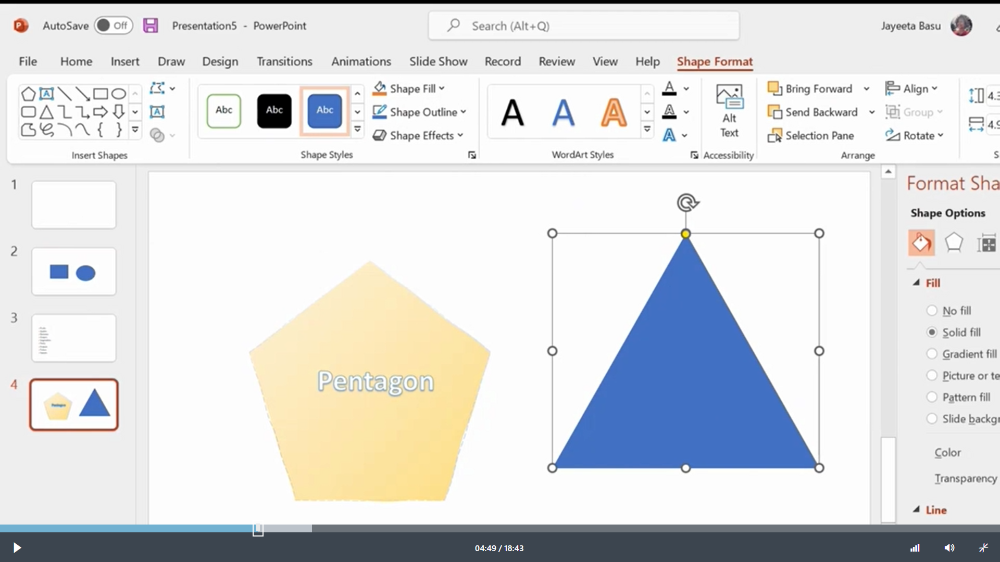 AutoSave Off Presentation5 - PowerPoint Search (Alt+Q) Jayeeta Basu
File Home Insert Draw Design Transitions Animations Slide Show Record Review View Help Shape Format
Abc Abc Abc
Shape Fill
Shape Outline
Shape Effects
A A A
A
A
A
Alt
Text
Bring Forward
Send Backward
Selection Pane
Align
Group
Rotate
Insert Shapes Shape Styles WordArt Styles Accessibility Arrange
1
2
3
4
Pentagon
Pentagon
Format Sha
Shape Options
Fill
No fill
Solid fill
Gradient fill
Picture or te
Pattern fill
Slide backgr
Color
Transparency
Line
04:49 / 18:43